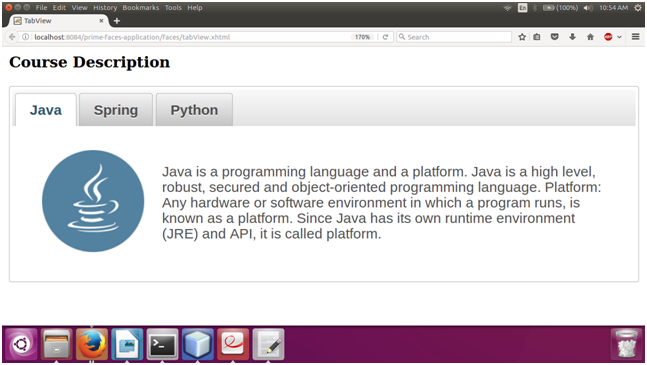 File Edit View History Bookmarks Tools Help
En
(100%)
10:54 AM
TabView
localhost:8084/prime-faces-application/faces/tabView.xhtml
170%
Search
ABP
Course Description
Java Spring Python
Java is a programming language and a platform. Java is a high level,
robust, secured and object-oriented programming language. Platform:
Any hardware or software environment in which a program runs, is
known as a platform. Since Java has its own runtime environment
(JRE) and API, it is called platform.